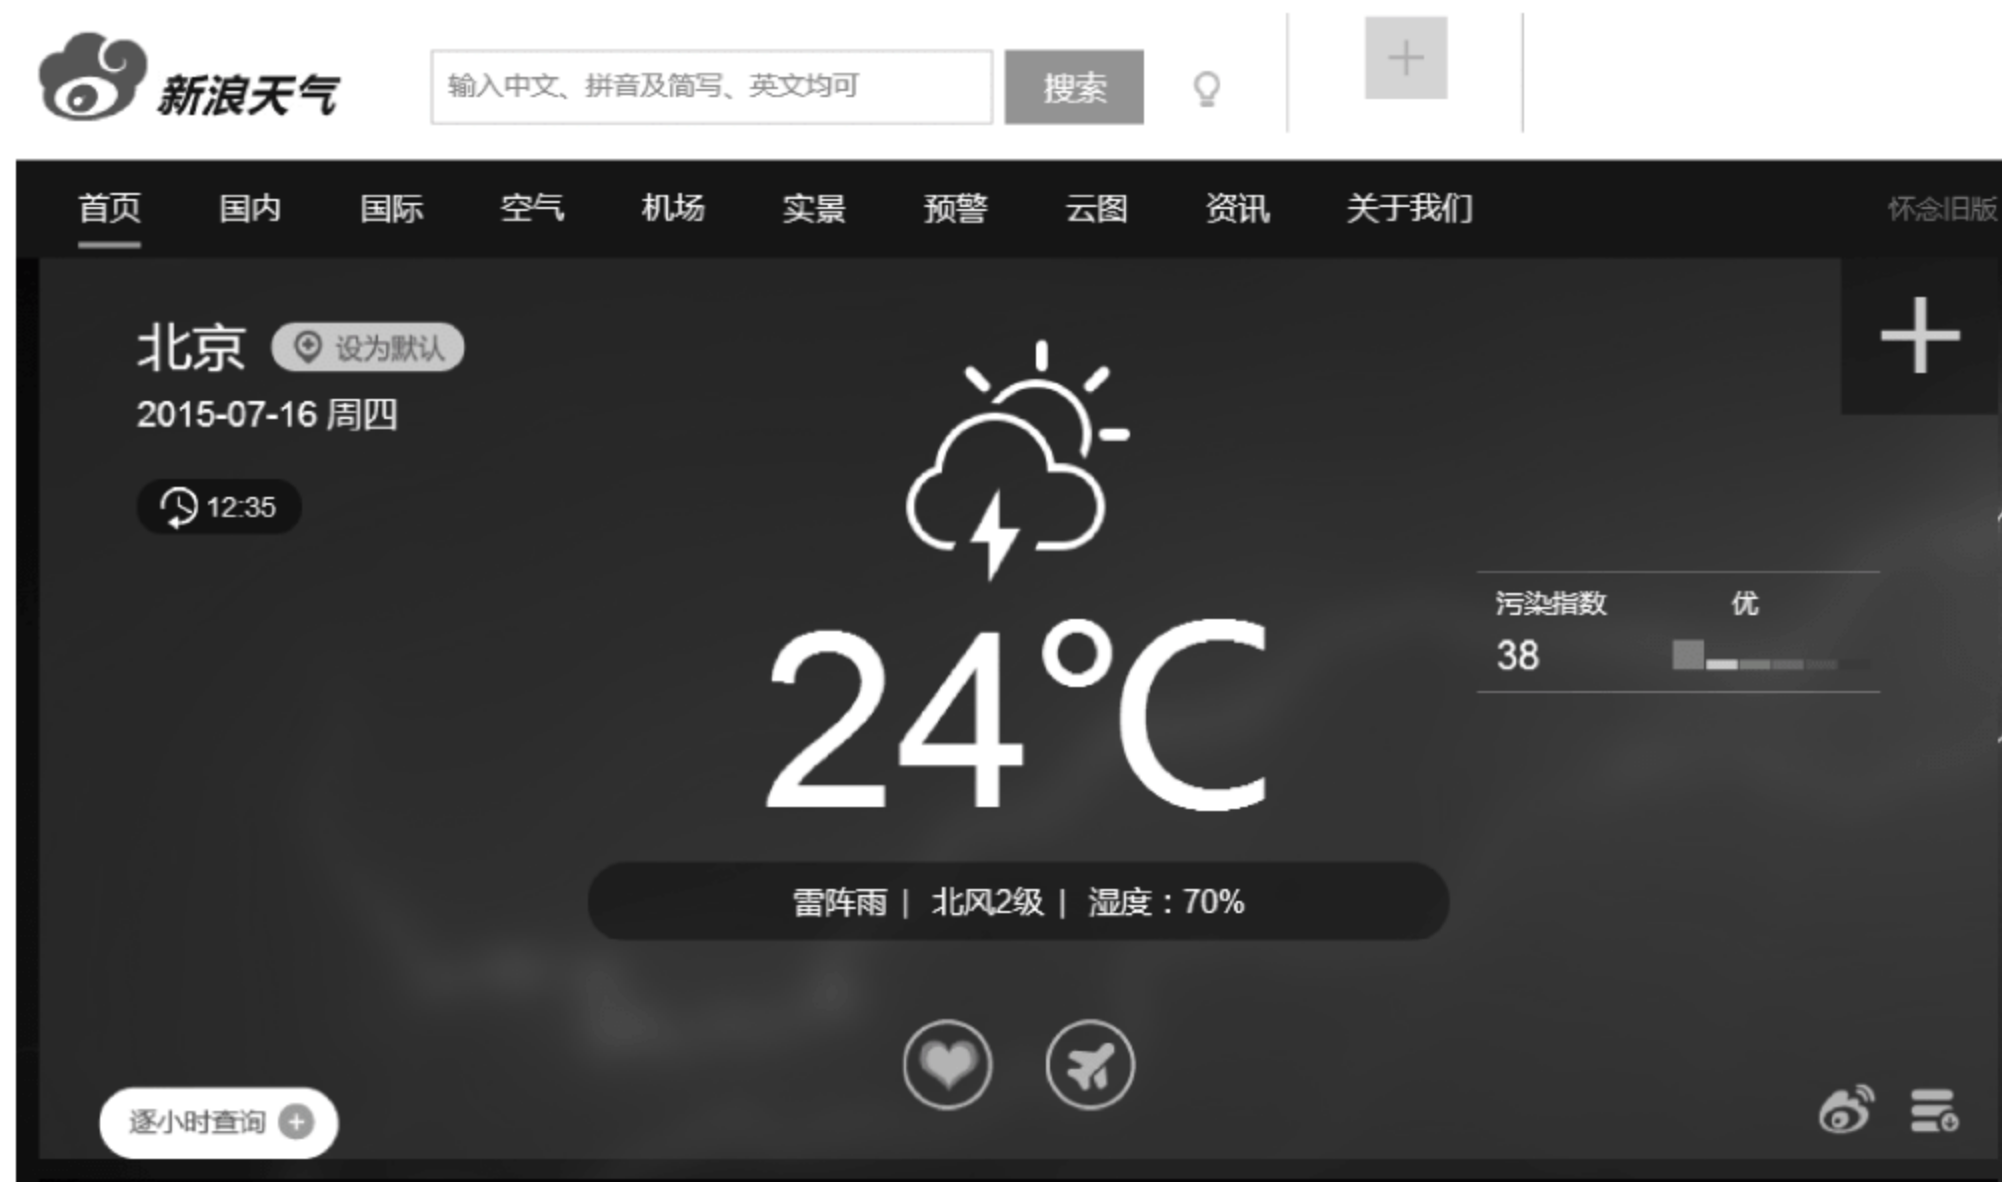 新浪天气
输入中文、拼音及简写、英文均可
搜索
首页 国内 国际 空气 机场 实景 预警 云图 资讯 关于我们 怀念旧版
北京 设为默认
2015-07-16 周四
12:35
24℃
污染指数 优
38
雷阵雨 | 北风2级 | 湿度：70%
逐小时查询